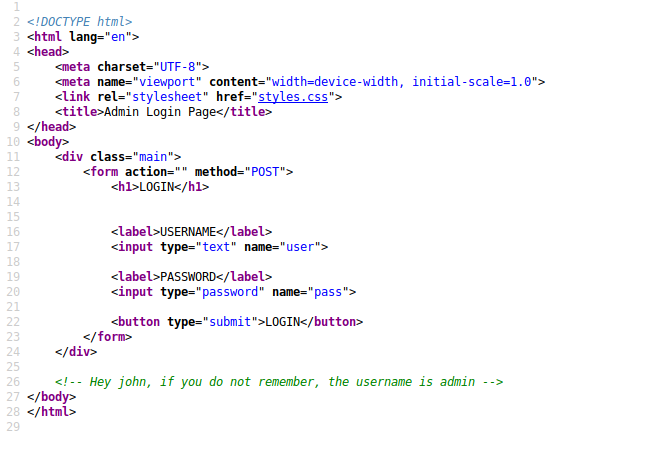 1
2 <!DOCTYPE html>
3 <html lang="en">
4 <head>
5     <meta charset="UTF-8">
6     <meta name="viewport" content="width=device-width, initial-scale=1.0">
7     <link rel="stylesheet" href="styles.css">
8     <title>Admin Login Page</title>
9 </head>
10 <body>
11     <div class="main">
12         <form action="" method="POST">
13             <h1>LOGIN</h1>
14
15
16             <label>USERNAME</label>
17             <input type="text" name="user">
18
19             <label>PASSWORD</label>
20             <input type="password" name="pass">
21
22             <button type="submit">LOGIN</button>
23         </form>
24     </div>
25
26     <!-- Hey john, if you do not remember, the username is admin -->
27 </body>
28 </html>
29